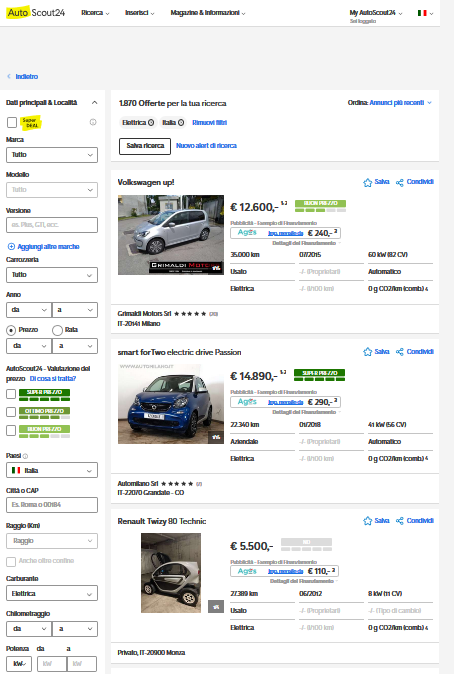 AutoScout24
Ricerca
Inserisci
Magazine & Informazioni
My AutoScout24
Sei loggato
Indietro
Dati principali & Località
Super DEAL
Marca
Tutto
Modello
Tutto
Versione
es. Plus, GTI, ecc.
Aggiungi altre marche
Carrozzeria
Tutto
Anno
da
a
Prezzo
Rata
da
a
AutoScout24 - Valutazione del
prezzo Di cosa si tratta?
SUPER PREZZO
OTTIMO PREZZO
BUON PREZZO
Paesi
Italia
Città o CAP
Es. Roma o 00184
Raggio (Km)
Raggio
Anche oltre confine
Carburante
Elettrica
Chilometraggio
da
a
Potenza
da
a
kW
da
a
1.870 Offerte per la tua ricerca
Ordina: Annunci più recenti
Elettrica
Italia
Rimuovi filtri
Salva ricerca
Nuovo alert di ricerca
Volkswagen up!
Salva
Condividi
GRIMALDI MOTORS
€ 12.600,-
BUON PREZZO
Pubblicità - Esempio di Finanziamento
Agos
Imp. mensile da
€ 240,- ³
Dettagli del Finanziamento
35.000 km
07/2015
60 kW (82 CV)
Usato
-/- (Proprietari)
Automatico
Elettrica
-/- (l/100 km)
0 g CO2/km (comb.) 4
Grimaldi Motors Srl
IT-20141 Milano
smart forTwo electric drive Passion
Salva
Condividi
€ 14.890,-
SUPER PREZZO
Pubblicità - Esempio di Finanziamento
Agos
Imp. mensile da
€ 290,- ³
Dettagli del Finanziamento
22.340 km
01/2018
41 kW (56 CV)
Aziendale
-/- (Proprietari)
Automatico
Elettrica
-/- (l/100 km)
0 g CO2/km (comb.) 4
Automilano Srl
IT-22070 Grandate - CO
Renault Twizy 80 Technic
Salva
Condividi
€ 5.500,-
ND
Pubblicità - Esempio di Finanziamento
Agos
Imp. mensile da
€ 110,- ³
Dettagli del Finanziamento
27.389 km
06/2012
8 kW (11 CV)
Usato
-/- (Proprietari)
-/- (Tipo di cambio)
Elettrica
-/- (l/100 km)
0 g CO2/km (comb.) 4
Privato, IT-20900 Monza